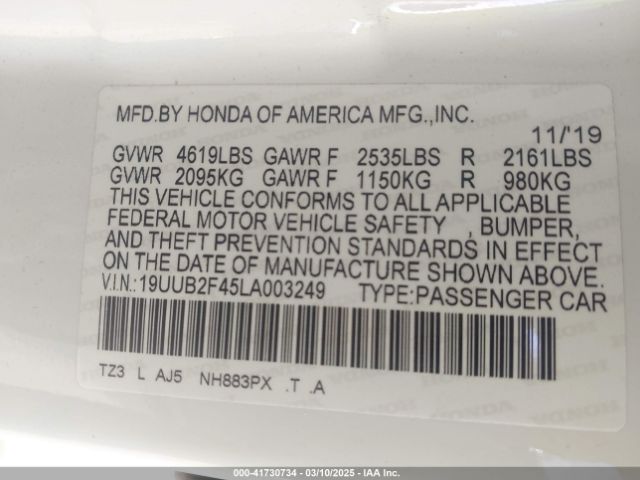 MFD.BY HONDA OF AMERICA MFG.,INC.
11/'19
GVWR 4619LBS GAWR F 2535LBS R 2161LBS
GVWR 2095KG GAWR F 1150KG R 980KG
THIS VEHICLE CONFORMS TO ALL APPLICABLE
FEDERAL MOTOR VEHICLE SAFETY , BUMPER,
AND THEFT PREVENTION STANDARDS IN EFFECT
ON THE DATE OF MANUFACTURE SHOWN ABOVE.
V.I.N.:19UUB2F45LA003249 TYPE:PASSENGER CAR
TZ3 L AJ5 NH883PX .T .A
000-41730734 — 03/10/2025 — IAA Inc.